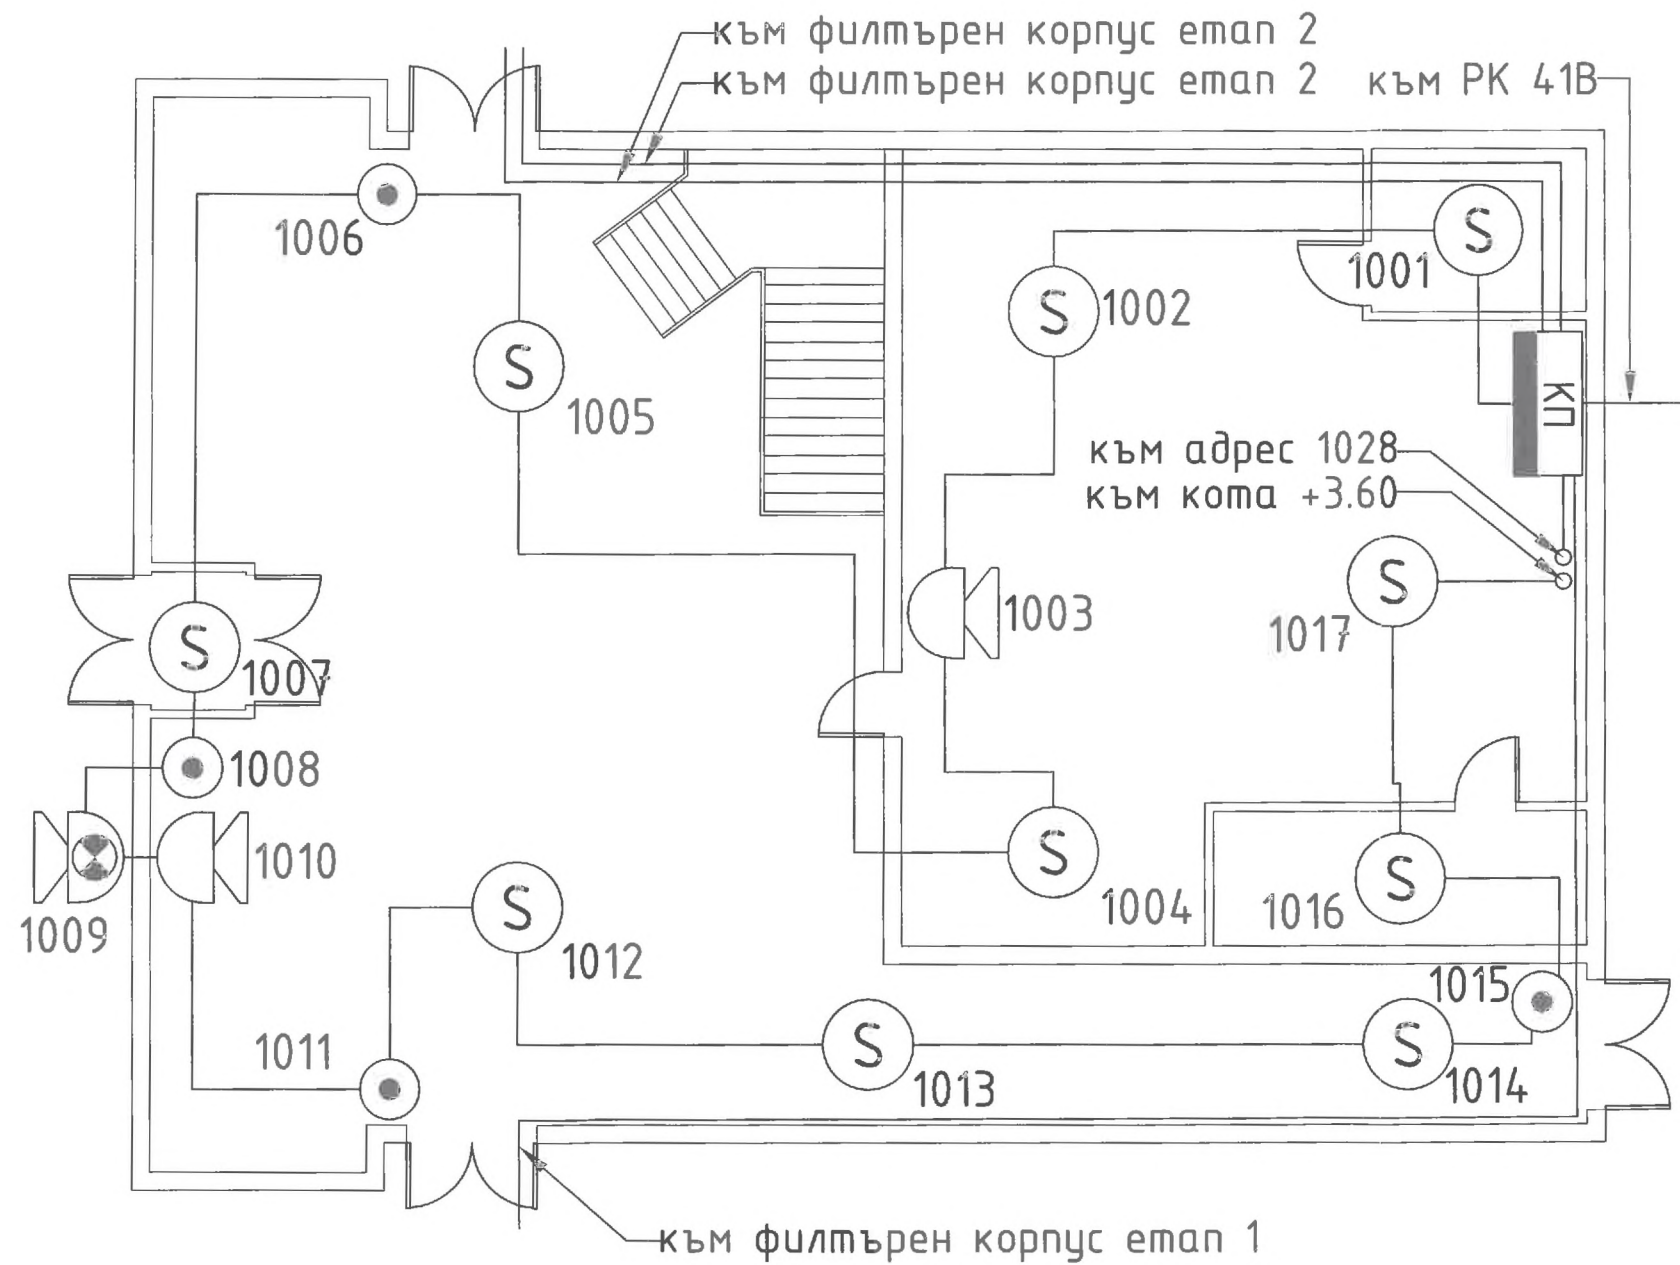 към филтърен корпус етап 2
към филтърен корпус етап 2
към РК 41В
1006
S
1001
S
1002
S
1005
КП
към адрес 1028
към кота +3.60
1003
S
1017
S
1007
1008
1010
1009
S
1004
S
1016
S
1012
1015
1011
S
1013
S
1014
към филтърен корпус етап 1